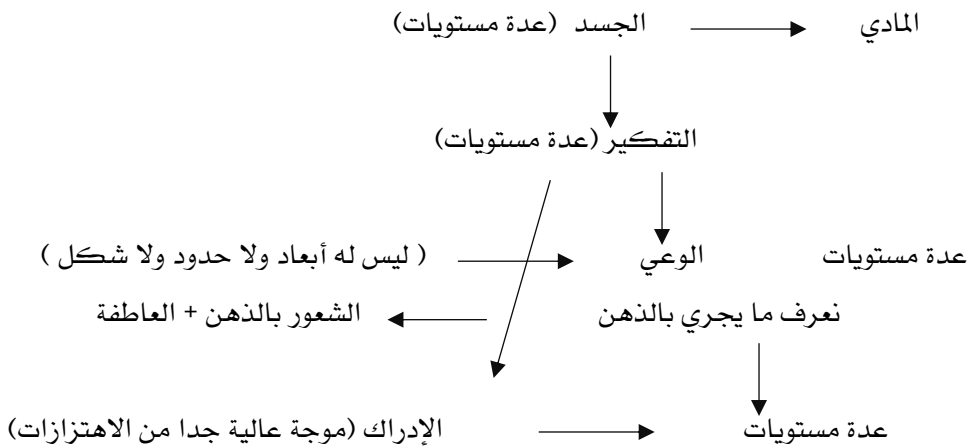 المادي الجسد (عدة مستويات)
التفكير (عدة مستويات)
عدة مستويات الوعي ( ليس له أبعاد ولا حدود ولا شكل )
نعرف ما يجري بالذهن الشعور بالذهن + العاطفة
عدة مستويات الإدراك (موجة عالية جدا من الاهتزازات)